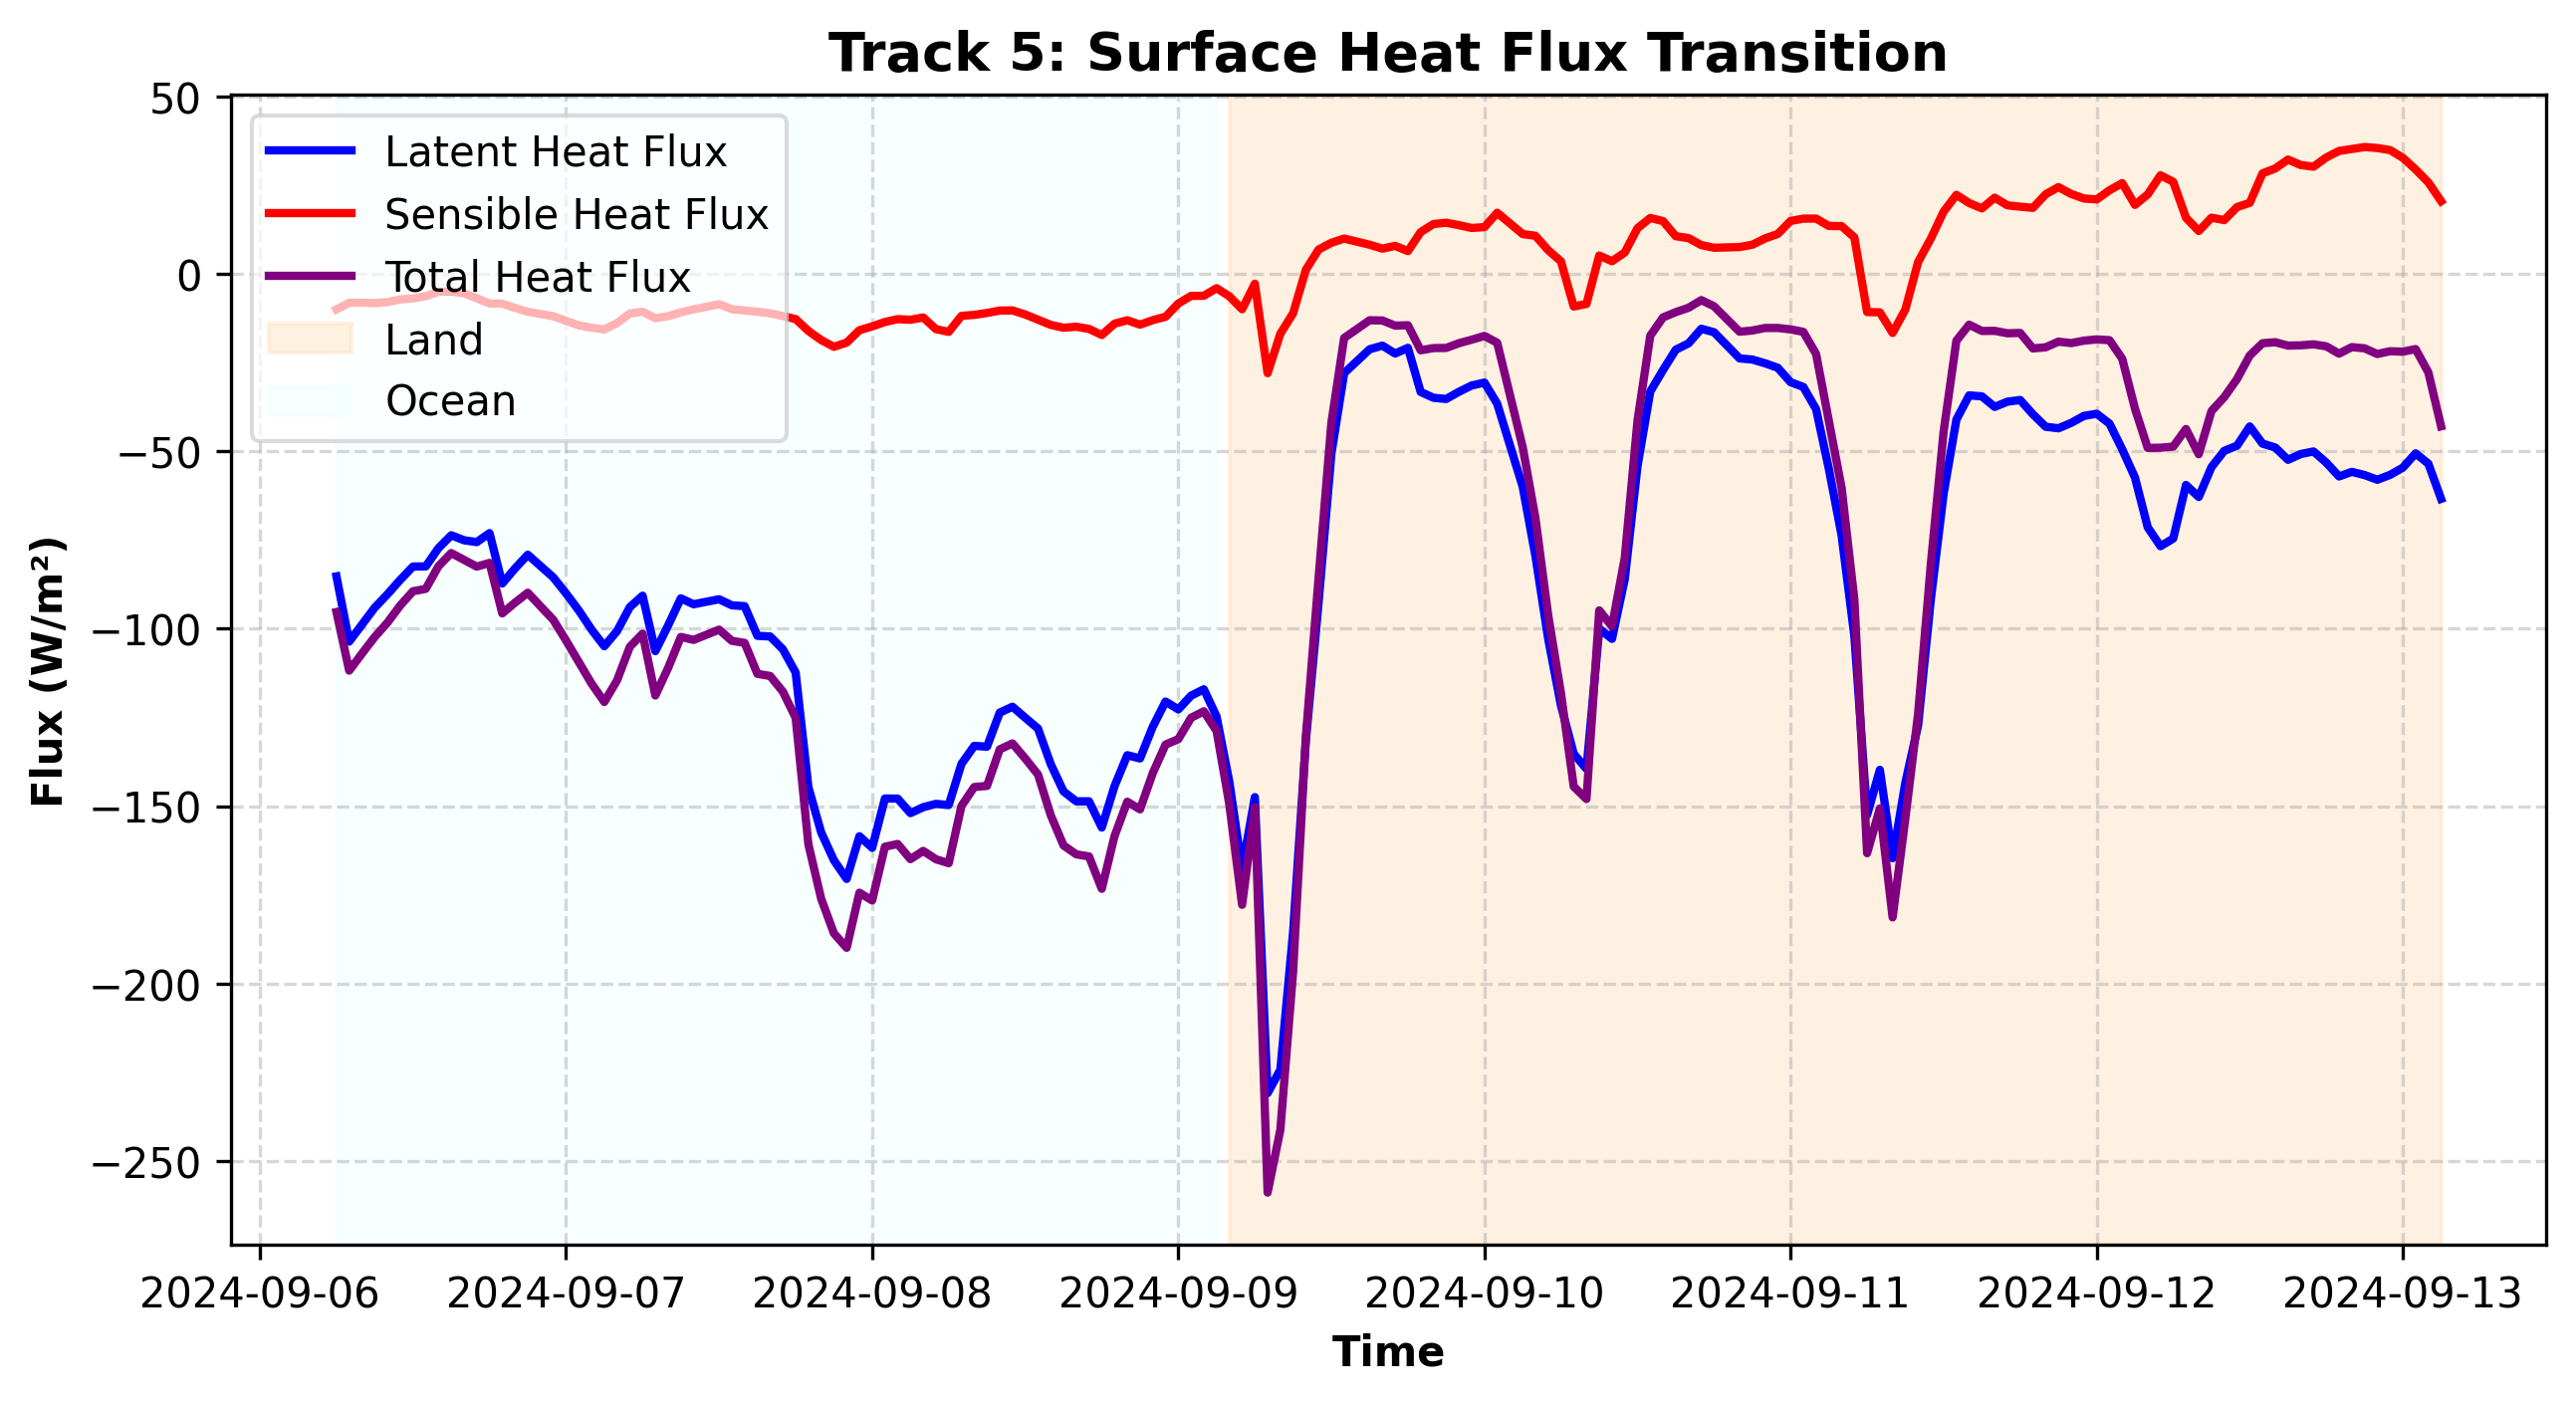 Track 5: Surface Heat Flux Transition
50
0
−50
−100
−150
−200
−250
Flux (W/m²)
Latent Heat Flux
Sensible Heat Flux
Total Heat Flux
Land
Ocean
2024-09-06
2024-09-07
2024-09-08
2024-09-09
2024-09-10
2024-09-11
2024-09-12
2024-09-13
Time